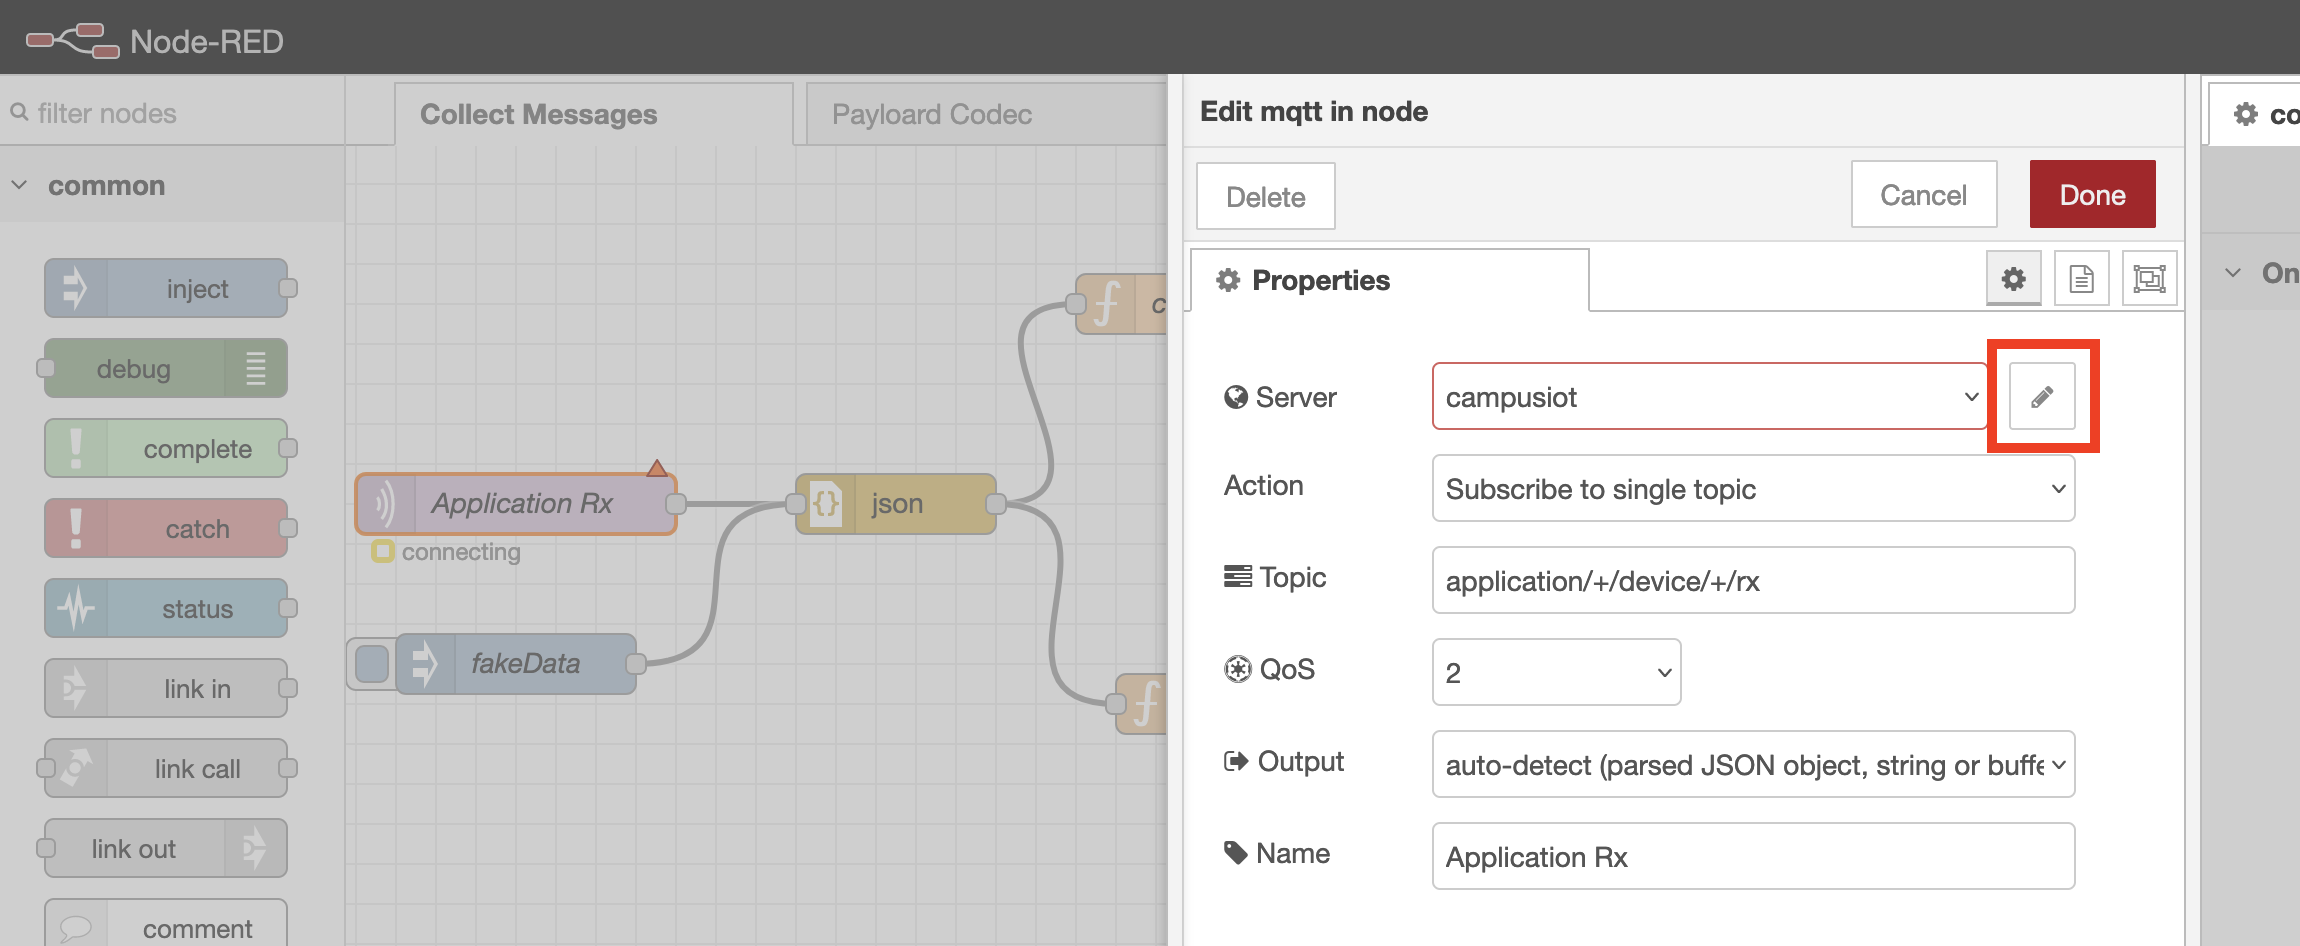 Node-RED
filter nodes
common
inject
debug
complete
catch
status
link in
link call
link out
comment
Collect Messages
Payloard Codec
Application Rx
connecting
fakeData
{} json
Edit mqtt in node
Delete
Cancel
Done
Properties
Server
campusiot
Action
Subscribe to single topic
Topic
application/+/device/+/rx
QoS
2
Output
auto-detect (parsed JSON object, string or buffe
Name
Application Rx
co
On